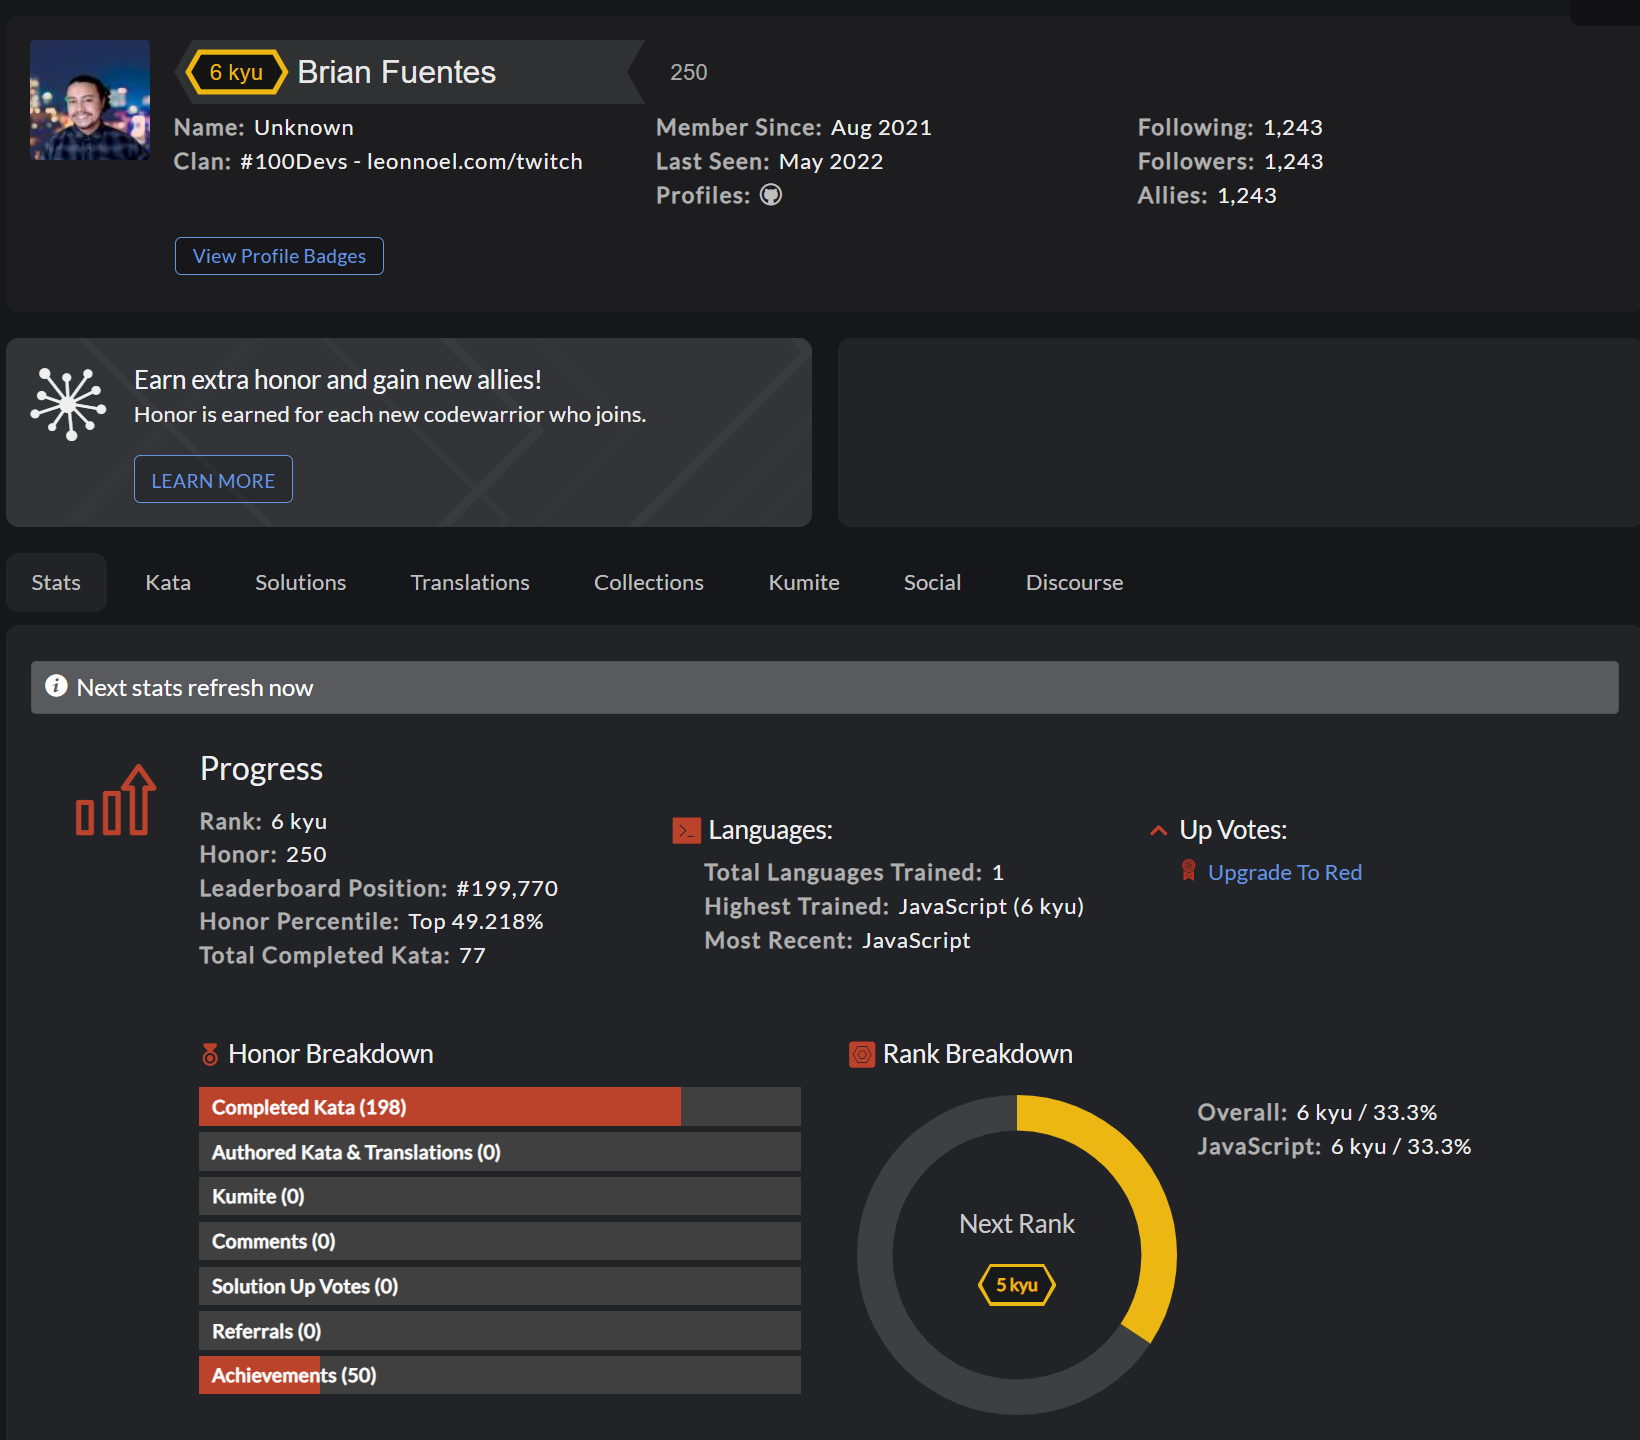 6 kyu Brian Fuentes 250
Name: Unknown
Clan: #100Devs - leonnoel.com/twitch
Member Since: Aug 2021
Last Seen: May 2022
Profiles:
Following: 1,243
Followers: 1,243
Allies: 1,243
View Profile Badges
Earn extra honor and gain new allies!
Honor is earned for each new codewarrior who joins.
LEARN MORE
Stats Kata Solutions Translations Collections Kumite Social Discourse
Next stats refresh now
Progress
Rank: 6 kyu
Honor: 250
Leaderboard Position: #199,770
Honor Percentile: Top 49.218%
Total Completed Kata: 77
Languages:
Total Languages Trained: 1
Highest Trained: JavaScript (6 kyu)
Most Recent: JavaScript
Up Votes:
Upgrade To Red
Honor Breakdown
Completed Kata (198)
Authored Kata & Translations (0)
Kumite (0)
Comments (0)
Solution Up Votes (0)
Referrals (0)
Achievements (50)
Rank Breakdown
Next Rank
5 kyu
Overall: 6 kyu / 33.3%
JavaScript: 6 kyu / 33.3%